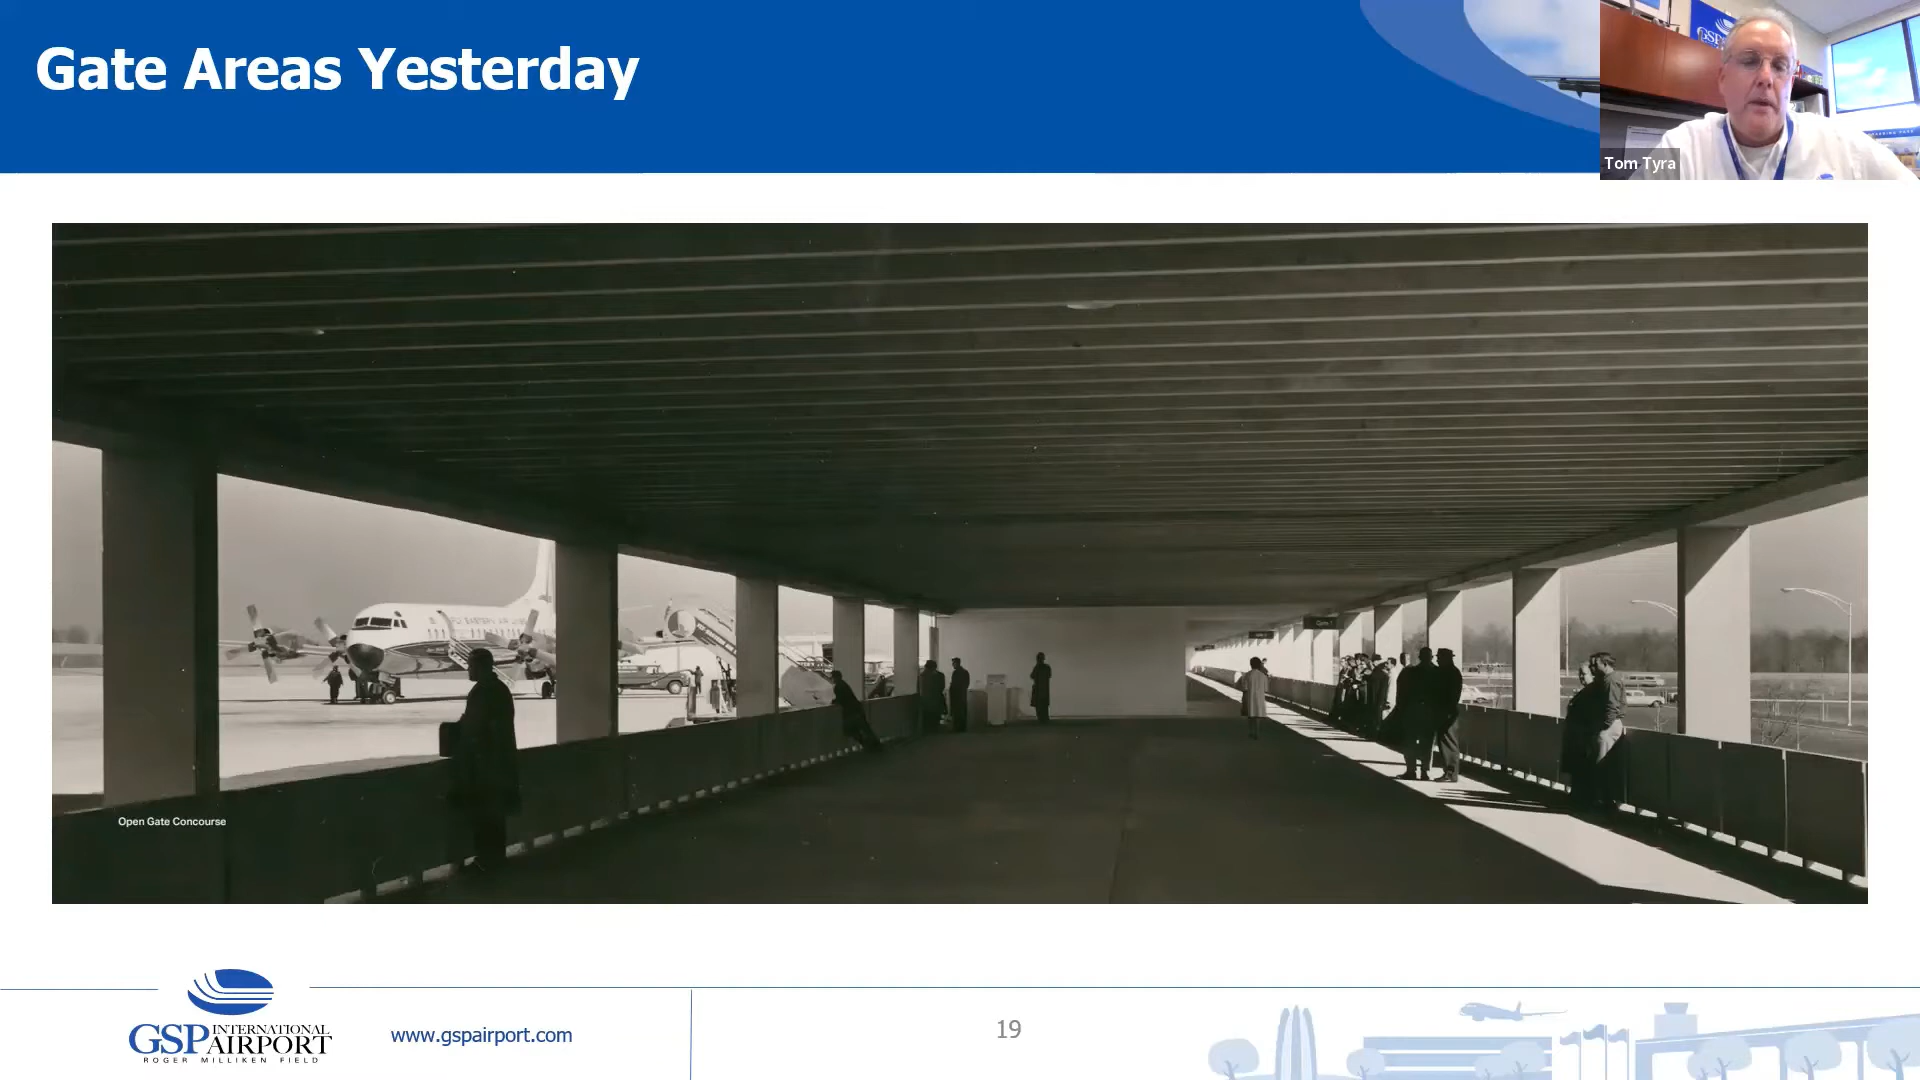 Gate Areas Yesterday
Tom Tyra
Open Gate Concourse
GSP INTERNATIONAL
AIRPORT
ROGER MILLIKEN FIELD
www.gspairport.com
19